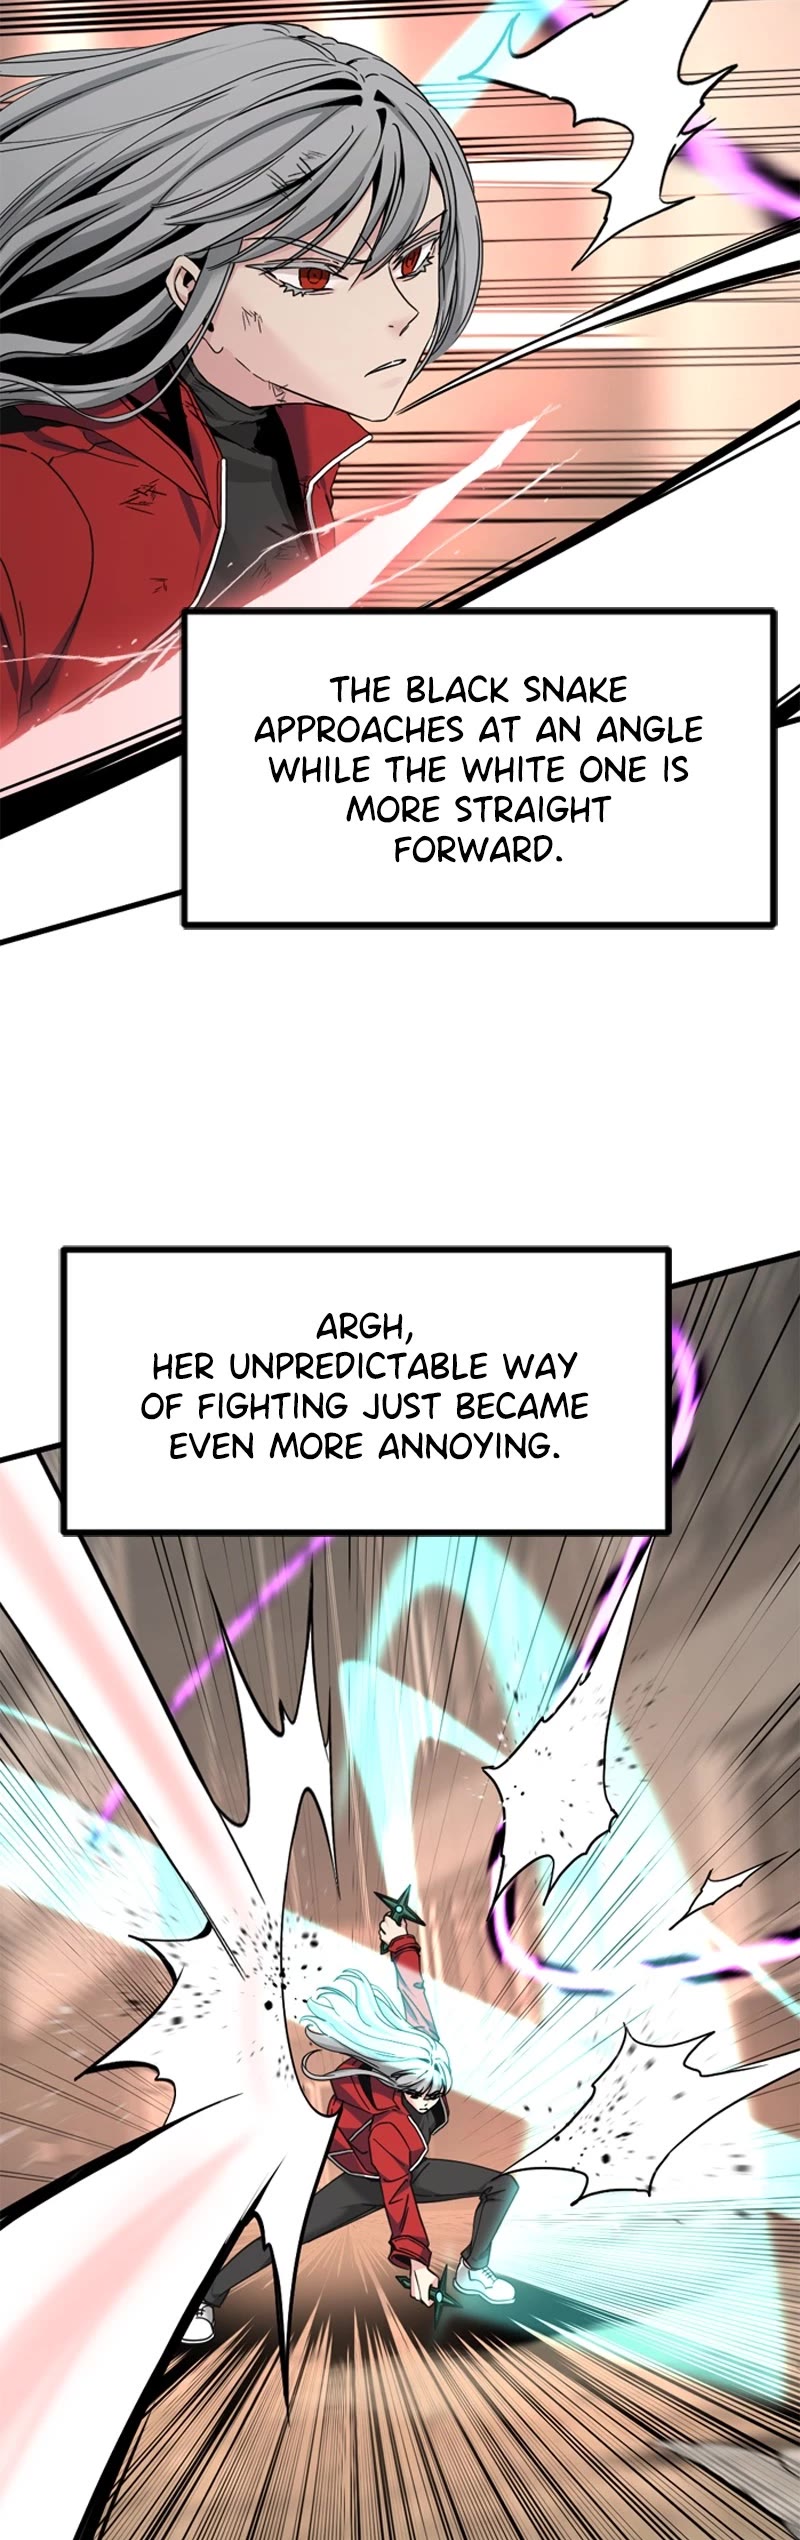 THE BLACK SNAKE
APPROACHES AT AN ANGLE
WHILE THE WHITE ONE IS
MORE STRAIGHT
FORWARD.
ARGH,
HER UNPREDICTABLE WAY
OF FIGHTING JUST BECAME
EVEN MORE ANNOYING.